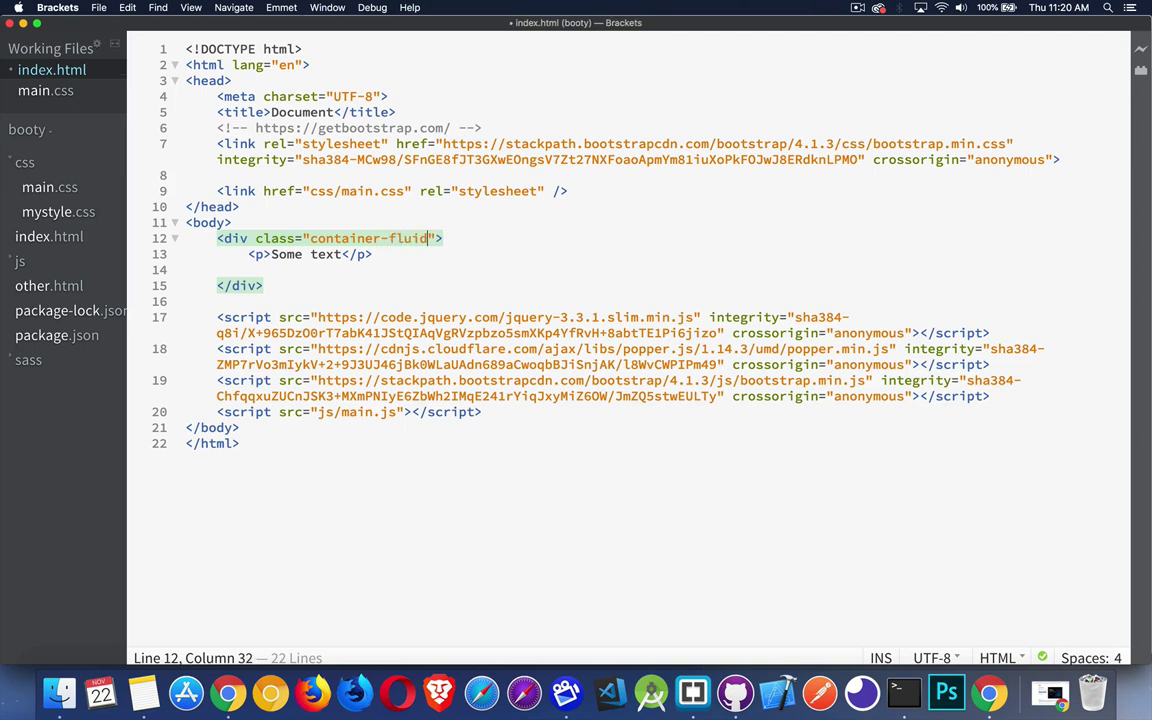 Brackets File Edit Find View Navigate Emmet Window Debug Help 100% Thu 11:20 AM
• index.html (booty) — Brackets
Working Files
• index.html
main.css
booty
css
main.css
mystyle.css
index.html
js
other.html
package-lock.jsor
package.json
sass
1 <!DOCTYPE html>
2 <html lang="en">
3 <head>
4 <meta charset="UTF-8">
5 <title>Document</title>
6 <!-- https://getbootstrap.com/ -->
7 <link rel="stylesheet" href="https://stackpath.bootstrapcdn.com/bootstrap/4.1.3/css/bootstrap.min.css"
integrity="sha384-MCw98/SFnGE8fJT3GXwEOngsV7Zt27NXFoaoApmYm81iuXoPkFOJwJ8ERdknLPMO" crossorigin="anonymous">
8
9 <link href="css/main.css" rel="stylesheet" />
10 </head>
11 <body>
12 <div class="container-fluid">
13 <p>Some text</p>
14
15 </div>
16
17 <script src="https://code.jquery.com/jquery-3.3.1.slim.min.js" integrity="sha384-
q8i/X+965DzO0rT7abK41JStQIAqVgRVzpbzo5smXKp4YfRvH+8abtTE1Pi6jizo" crossorigin="anonymous"></script>
18 <script src="https://cdnjs.cloudflare.com/ajax/libs/popper.js/1.14.3/umd/popper.min.js" integrity="sha384-
ZMP7rVo3mIykV+2+9J3UJ46jBk0WLaUAdn689aCwoqbBJiSnjAK/l8WvCWPIPm49" crossorigin="anonymous"></script>
19 <script src="https://stackpath.bootstrapcdn.com/bootstrap/4.1.3/js/bootstrap.min.js" integrity="sha384-
ChfqqxuZUCnJSK3+MXmPNIyE6ZbWh2IMqE241rYiqJxyMiZ6OW/JmZQ5stwEULTy" crossorigin="anonymous"></script>
20 <script src="js/main.js"></script>
21 </body>
22 </html>
Line 12, Column 32 — 22 Lines INS UTF-8 HTML Spaces: 4
NOV
22
Ps